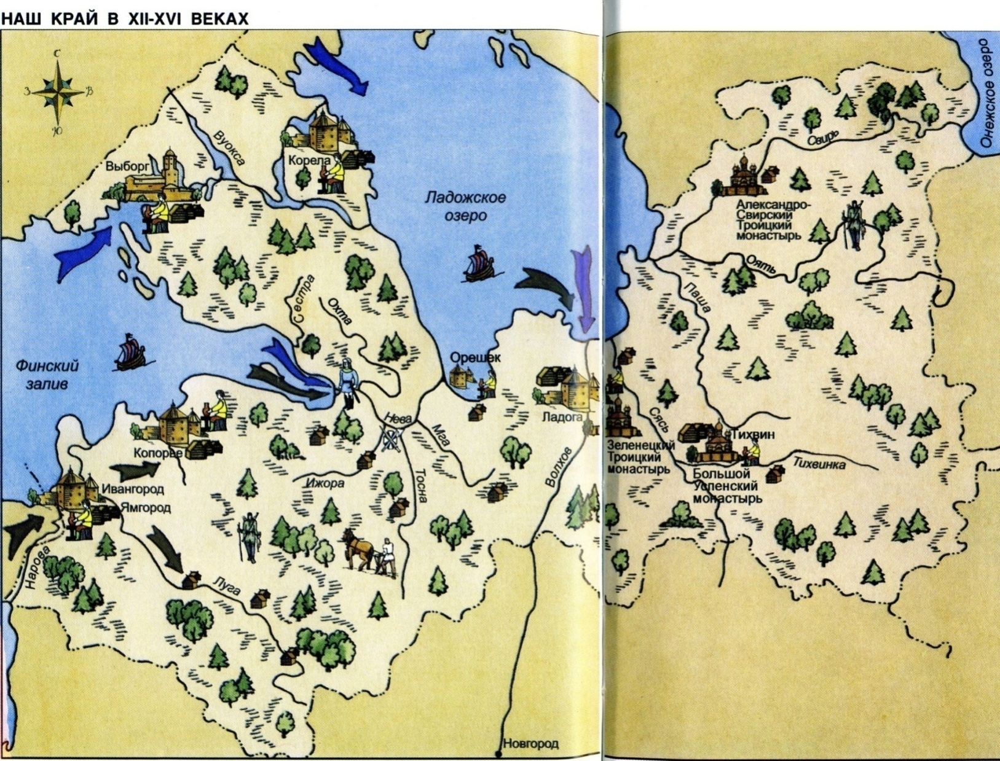 НАШ КРАЙ В XII-XVI ВЕКАХ
С
З
В
Ю
Вуокса
Выборг
Корела
Ладожское
озеро
Сестра
Охта
Финский
залив
Орешек
Ладога
Нева
Мга
Копорье
Ижора
Тосна
Волхов
Ивангород
Ямгород
Нарова
Луга
Новгород
Онежское озеро
Свирь
Александро-
Свирский
Троицкий
монастырь
Оять
Паша
Сясь
Тихвин
Зеленецкий
Троицкий
монастырь
Тихвинка
Большой
Успенский
монастырь